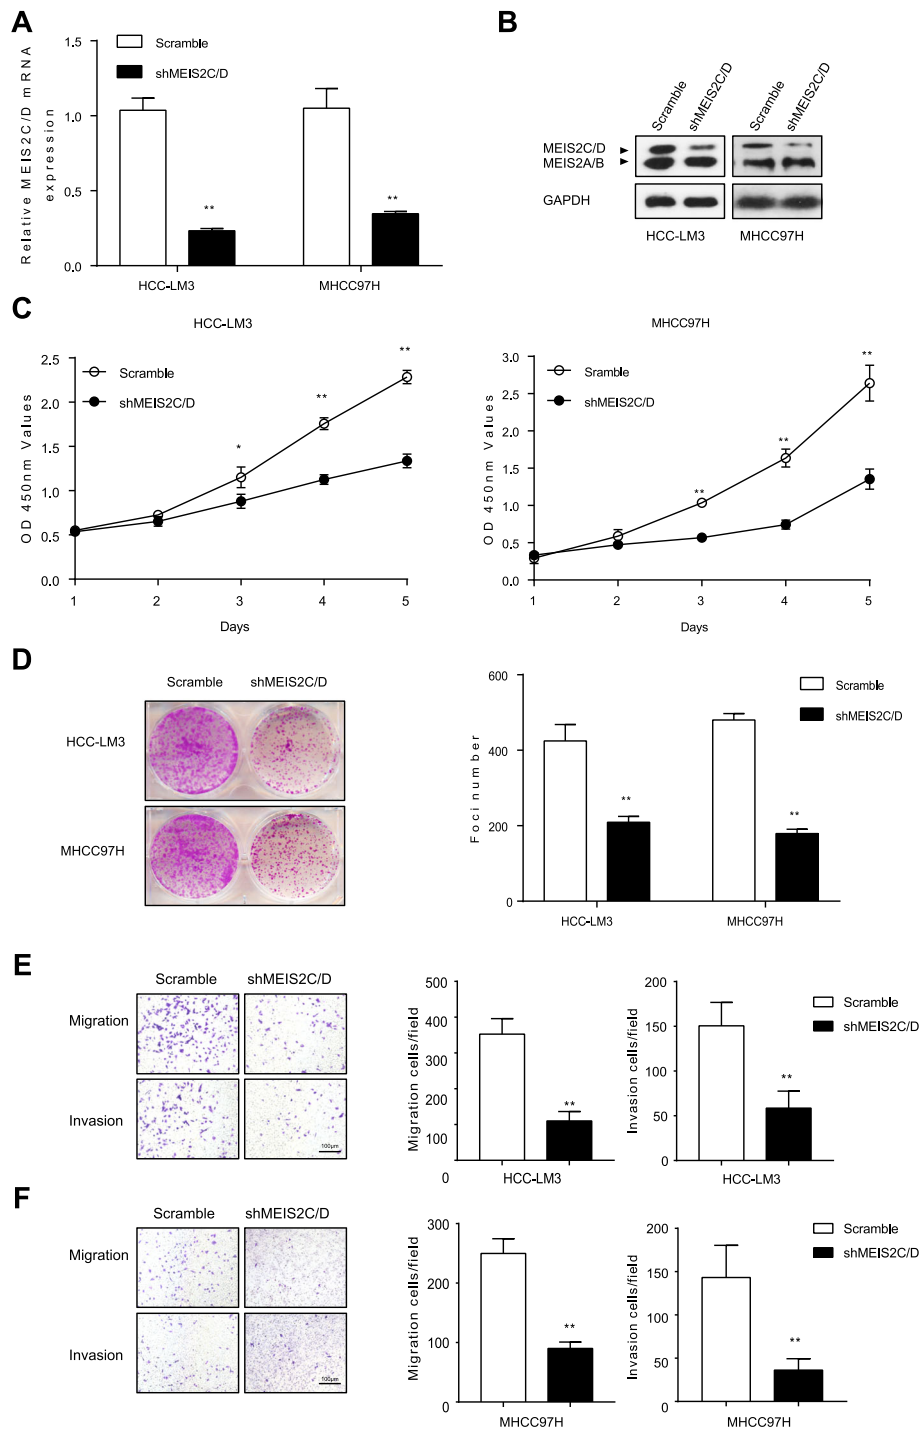 A
Relative MEIS2C/D mRNA
expression
1.5
1.0
0.5
0.0
Scramble
shMEIS2C/D
**
**
HCC-LM3
MHCC97H
B
Scramble
shMEIS2C/D
Scramble
shMEIS2C/D
MEIS2C/D
MEIS2A/B
GAPDH
HCC-LM3
MHCC97H
C
HCC-LM3
OD 450nm Values
2.5
2.0
1.5
1.0
0.5
0.0
Scramble
shMEIS2C/D
*
**
**
1 2 3 4 5
Days
MHCC97H
OD 450nm Values
3.0
2.5
2.0
1.5
1.0
0.5
0.0
Sramble
shMEIS2C/D
**
**
**
1 2 3 4 5
Days
D
Scramble shMEIS2C/D
HCC-LM3
MHCC97H
Foci number
600
400
200
0
Scramble
shMEIS2C/D
**
**
HCC-LM3
MHCC97H
E
Scramble shMEIS2C/D
Migration
Invasion
100μm
Migration cells/field
500
400
300
200
100
0
**
HCC-LM3
Invasion cells/field
200
150
100
50
0
**
HCC-LM3
Scramble
shMEIS2C/D
F
Scramble shMEIS2C/D
Migration
Invasion
100μm
Migration cells/field
300
200
100
0
**
MHCC97H
Invasion cells/field
200
150
100
50
0
**
MHCC97H
Scramble
shMEIS2C/D